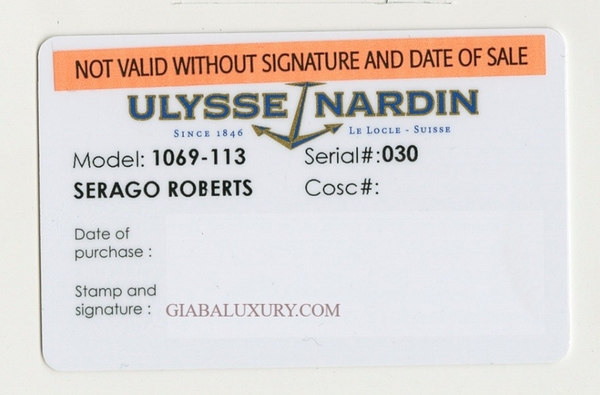 NOT VALID WITHOUT SIGNATURE AND DATE OF SALE
ULYSSE NARDIN
SINCE 1846 LE LOCLE - SUISSE
Model: 1069-113 Serial#:030
SERAGO ROBERTS Cosc#:
Date of
purchase :
Stamp and
signature : GIABALUXURY.COM